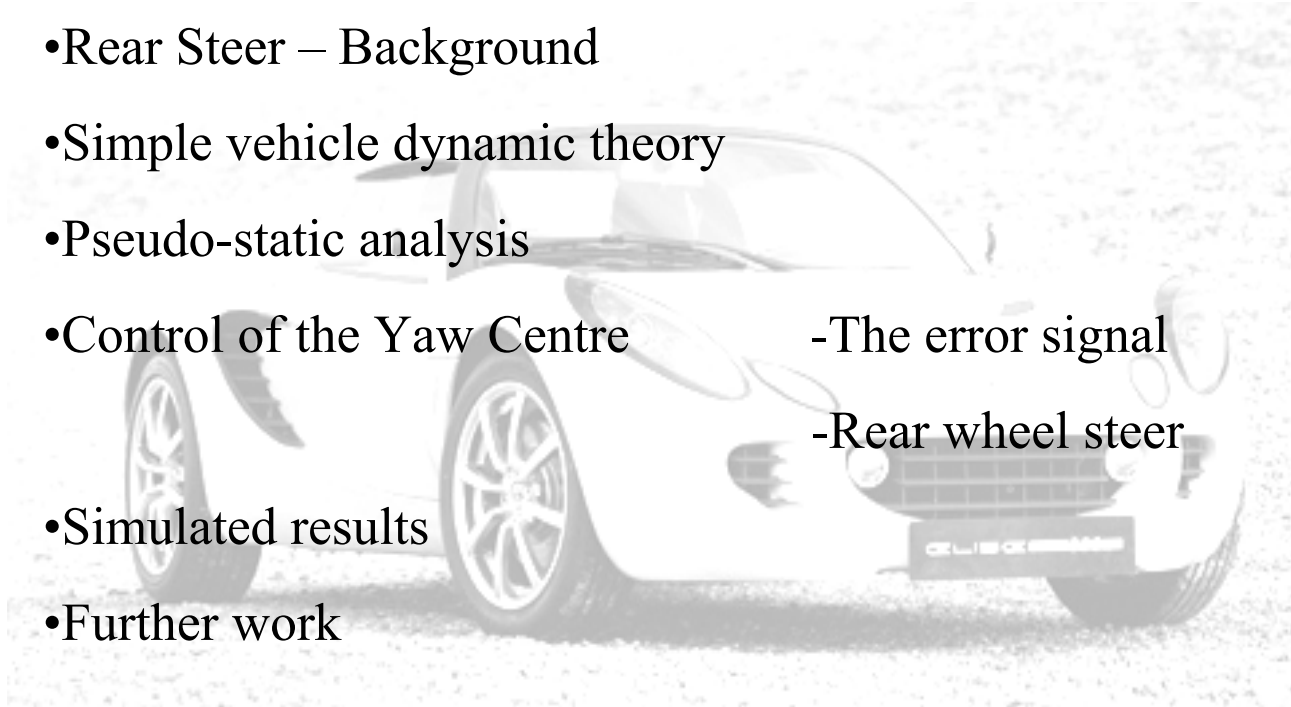 •Rear Steer – Background
•Simple vehicle dynamic theory
•Pseudo-static analysis
•Control of the Yaw Centre -The error signal
-Rear wheel steer
•Simulated results
•Further work